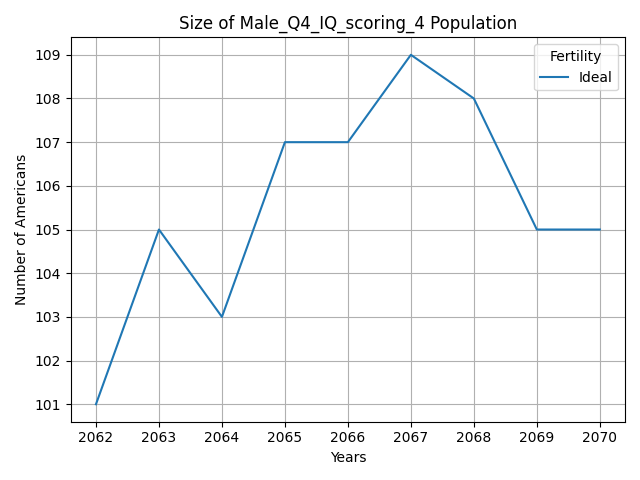 Size of Male_Q4_IQ_scoring_4 Population
Fertility
Ideal
109
108
107
106
105
104
103
102
101
Number of Americans
2062 2063 2064 2065 2066 2067 2068 2069 2070
Years